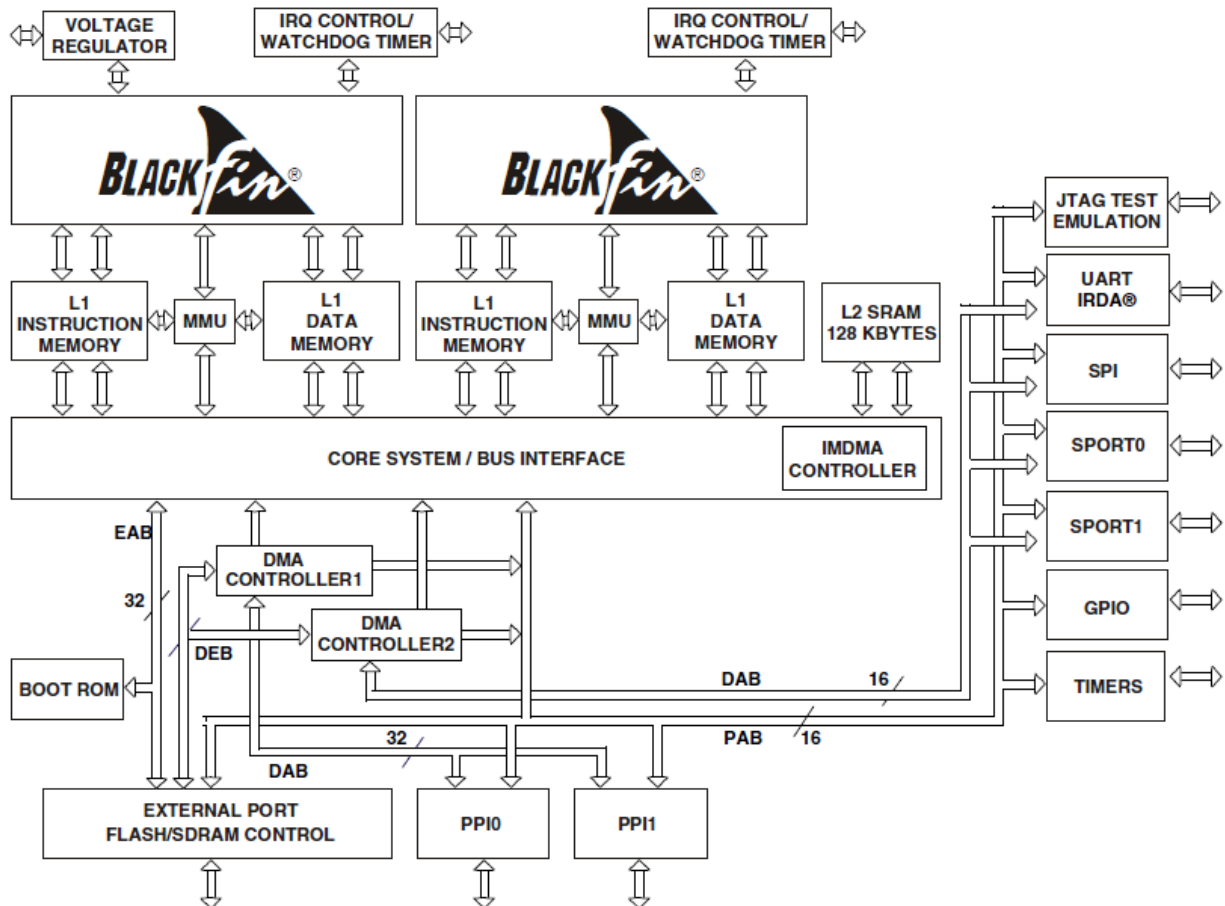 VOLTAGE
REGULATOR
IRQ CONTROL/
WATCHDOG TIMER
IRQ CONTROL/
WATCHDOG TIMER
BLACKfin®
BLACKfin®
L1
INSTRUCTION
MEMORY
MMU
L1
DATA
MEMORY
L1
INSTRUCTION
MEMORY
MMU
L1
DATA
MEMORY
L2 SRAM
128 KBYTES
JTAG TEST
EMULATION
UART
IRDA®
SPI
SPORT0
SPORT1
GPIO
TIMERS
CORE SYSTEM / BUS INTERFACE
IMDMA
CONTROLLER
EAB
32
DMA
CONTROLLER1
DMA
CONTROLLER2
DEB
BOOT ROM
DAB
16
PAB
16
32
DAB
EXTERNAL PORT
FLASH/SDRAM CONTROL
PPI0
PPI1